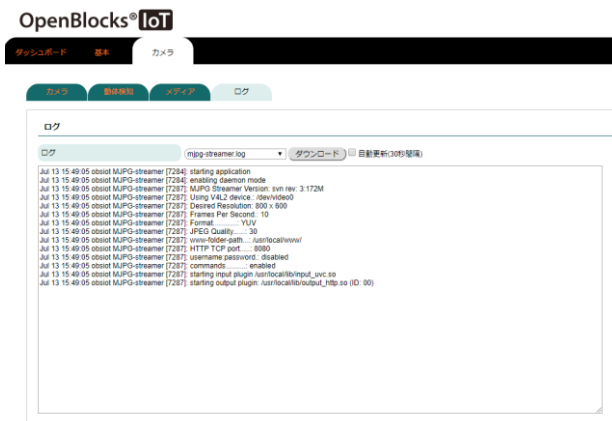 OpenBlocks® IoT
ダッシュボード 基本 カメラ
カメラ 動体検知 メディア ログ
ログ
ログ mjpg-streamer.log ダウンロード 自動更新(30秒間隔)
Jul 13 15:49:05 obsiot MJPG-streamer [7284]: starting application
Jul 13 15:49:05 obsiot MJPG-streamer [7284]: enabling daemon mode
Jul 13 15:49:05 obsiot MJPG-streamer [7287]: MJPG Streamer Version: svn rev: 3:172M
Jul 13 15:49:05 obsiot MJPG-streamer [7287]: Using V4L2 device.: /dev/video0
Jul 13 15:49:05 obsiot MJPG-streamer [7287]: Desired Resolution: 800 x 600
Jul 13 15:49:05 obsiot MJPG-streamer [7287]: Frames Per Second.: 10
Jul 13 15:49:05 obsiot MJPG-streamer [7287]: Format............: YUV
Jul 13 15:49:05 obsiot MJPG-streamer [7287]: JPEG Quality......: 30
Jul 13 15:49:05 obsiot MJPG-streamer [7287]: www-folder-path...: /usr/local/www/
Jul 13 15:49:05 obsiot MJPG-streamer [7287]: HTTP TCP port.....: 8080
Jul 13 15:49:05 obsiot MJPG-streamer [7287]: username:password.: disabled
Jul 13 15:49:05 obsiot MJPG-streamer [7287]: commands..........: enabled
Jul 13 15:49:05 obsiot MJPG-streamer [7287]: starting input plugin /usr/local/lib/input_uvc.so
Jul 13 15:49:05 obsiot MJPG-streamer [7287]: starting output plugin: /usr/local/lib/output_http.so (ID: 00)